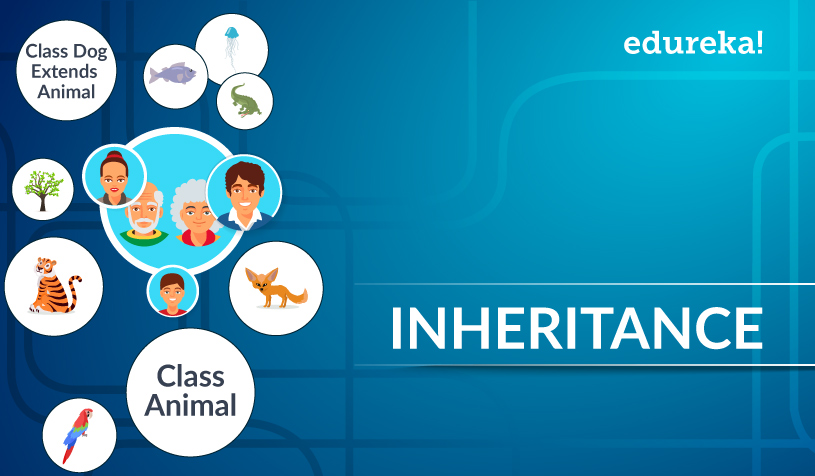 Class Dog
Extends
Animal
edureka!
INHERITANCE
Class
Animal